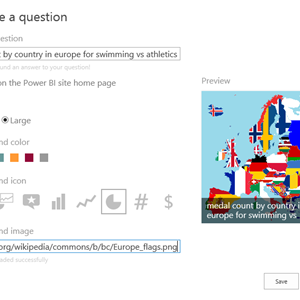 e a question
estion
t by country in europe for swimming vs athletics
ound an answer to your question!
on the Power BI site home page
Large
nd color
nd icon
#
$
nd image
org/wikipedia/commons/b/bc/Europe_flags.png
aded successfully
Preview
medal count by country in
europe for swimming vs
Save